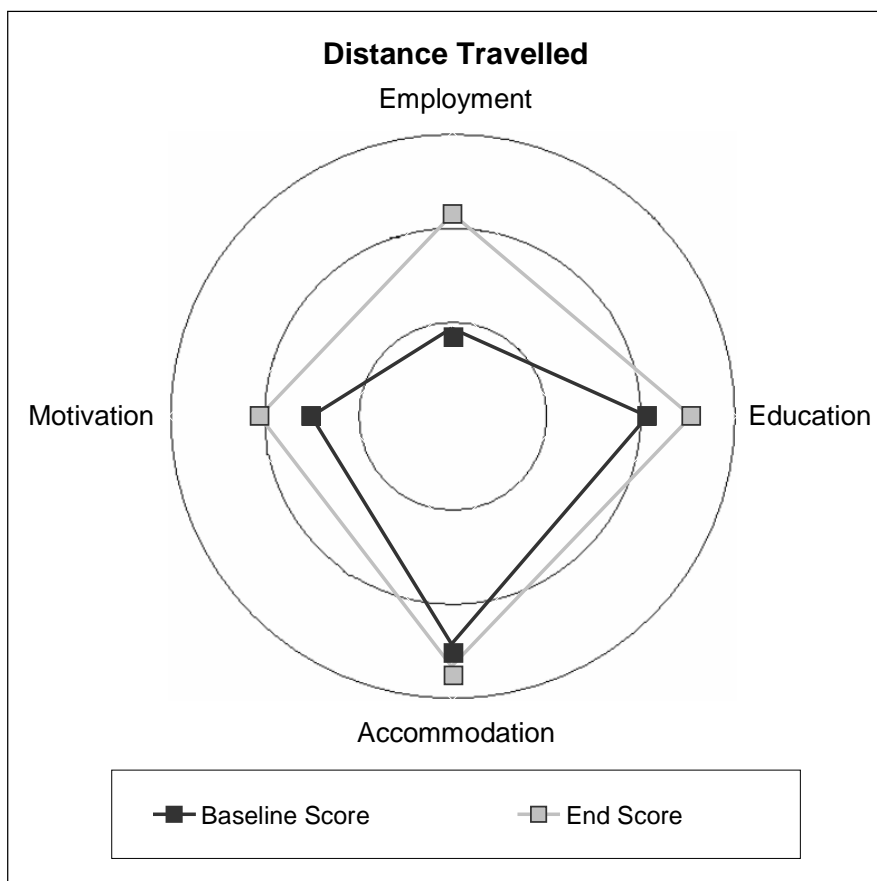 Distance Travelled
Employment
Motivation
Education
Accommodation
Baseline Score
End Score